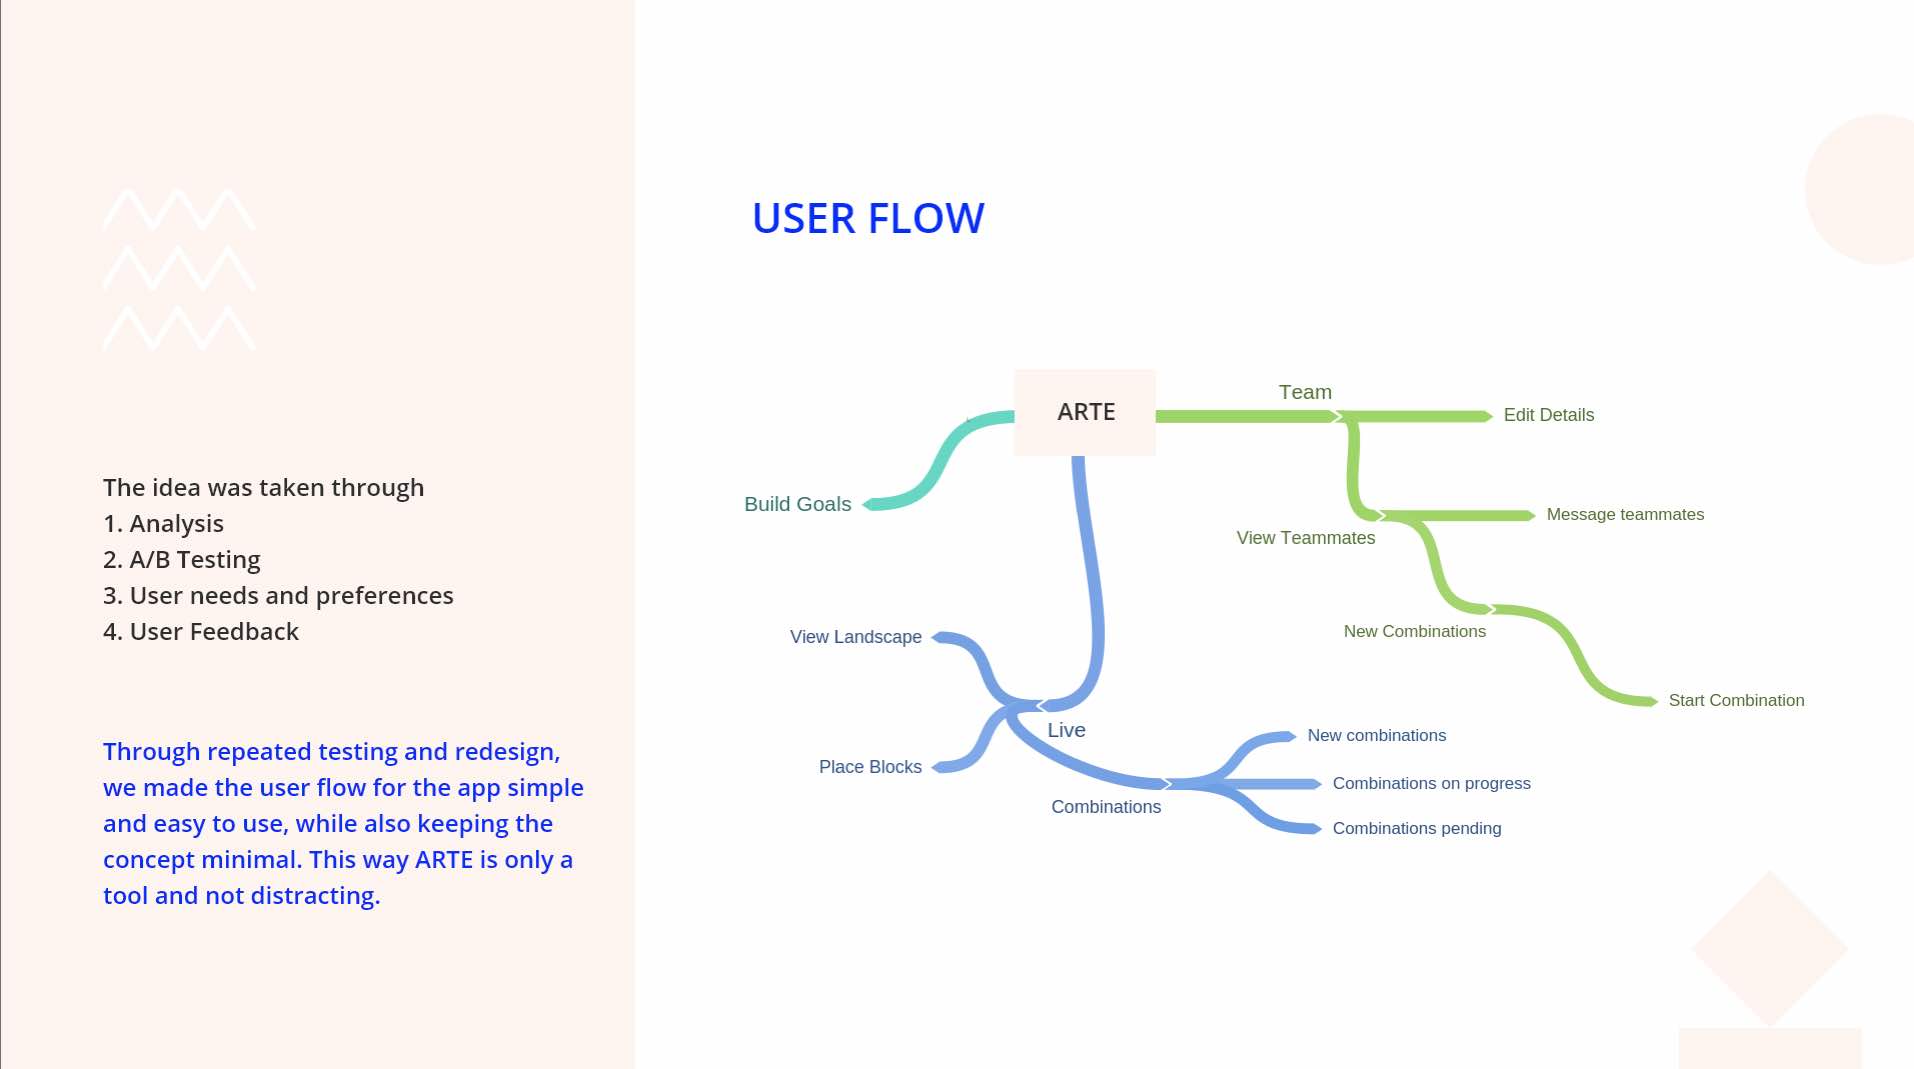 The idea was taken through
1. Analysis
2. A/B Testing
3. User needs and preferences
4. User Feedback
Through repeated testing and redesign,
we made the user flow for the app simple
and easy to use, while also keeping the
concept minimal. This way ARTE is only a
tool and not distracting.
USER FLOW
ARTE
Team
Edit Details
Build Goals
View Teammates
Message teammates
New Combinations
Start Combination
View Landscape
Live
Place Blocks
Combinations
New combinations
Combinations on progress
Combinations pending